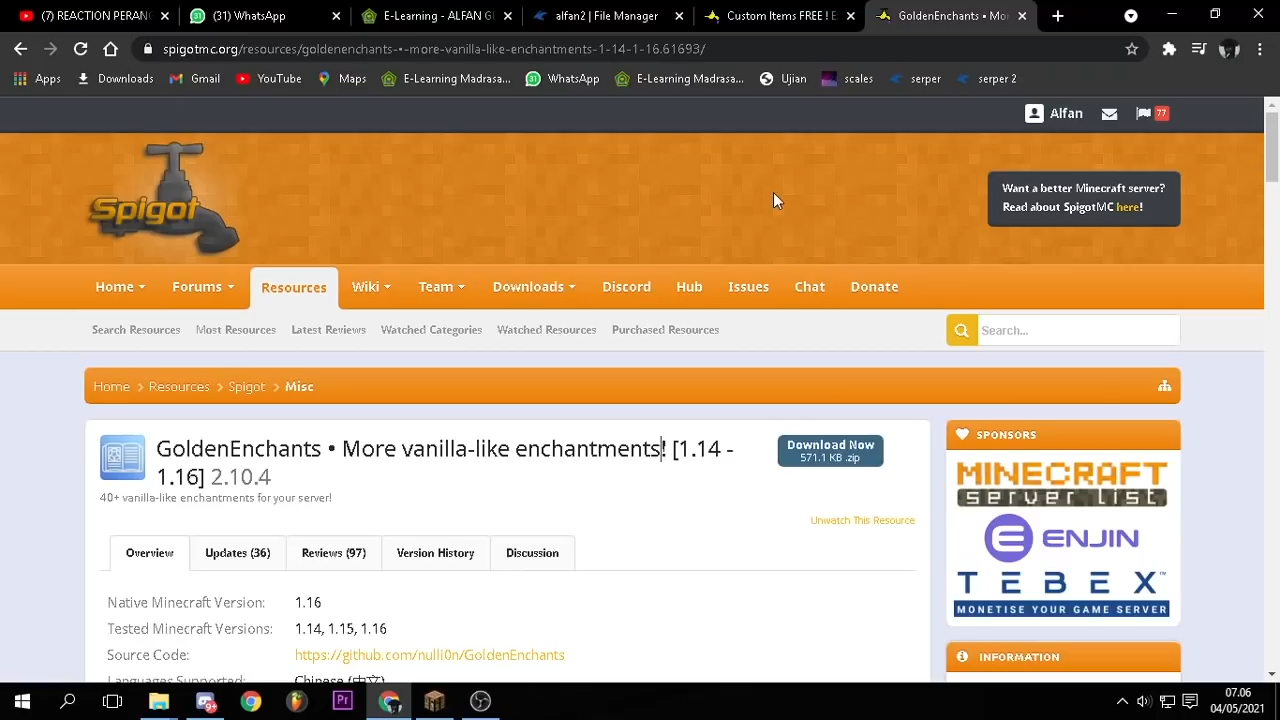 (7) REACTION PERAN
(31) WhatsApp
E-Learning - ALFAN G
alfan2 | File Manager
Custom Items FREE ! E
GoldenEnchants • Mo
spigotmc.org/resources/goldenenchants-•-more-vanilla-like-enchantments-1-14-1-16.61693/
Apps
Downloads
Gmail
YouTube
Maps
E-Learning Madrasa...
WhatsApp
E-Learning Madrasa...
Ujian
scales
serper
serper 2
Alfan
77
Spigot
Want a better Minecraft server?
Read about SpigotMC here!
Home
Forums
Resources
Wiki
Team
Downloads
Discord
Hub
Issues
Chat
Donate
Search Resources
Most Resources
Latest Reviews
Watched Categories
Watched Resources
Purchased Resources
Search...
Home
Resources
Spigot
Misc
GoldenEnchants • More vanilla-like enchantments! [1.14 -
1.16] 2.10.4
40+ vanilla-like enchantments for your server!
Download Now
571.1 KB .zip
Unwatch This Resource
Overview
Updates (36)
Reviews (97)
Version History
Discussion
Native Minecraft Version: 1.16
Tested Minecraft Versions: 1.14, 1.15, 1.16
Source Code: https://github.com/nulli0n/GoldenEnchants
Languages Supported: Chinese (中文)
SPONSORS
MINECRAFT
SERVER LIST
ENJIN
TEBEX™
MONETISE YOUR GAME SERVER
INFORMATION
Pr
07.06
04/05/2021